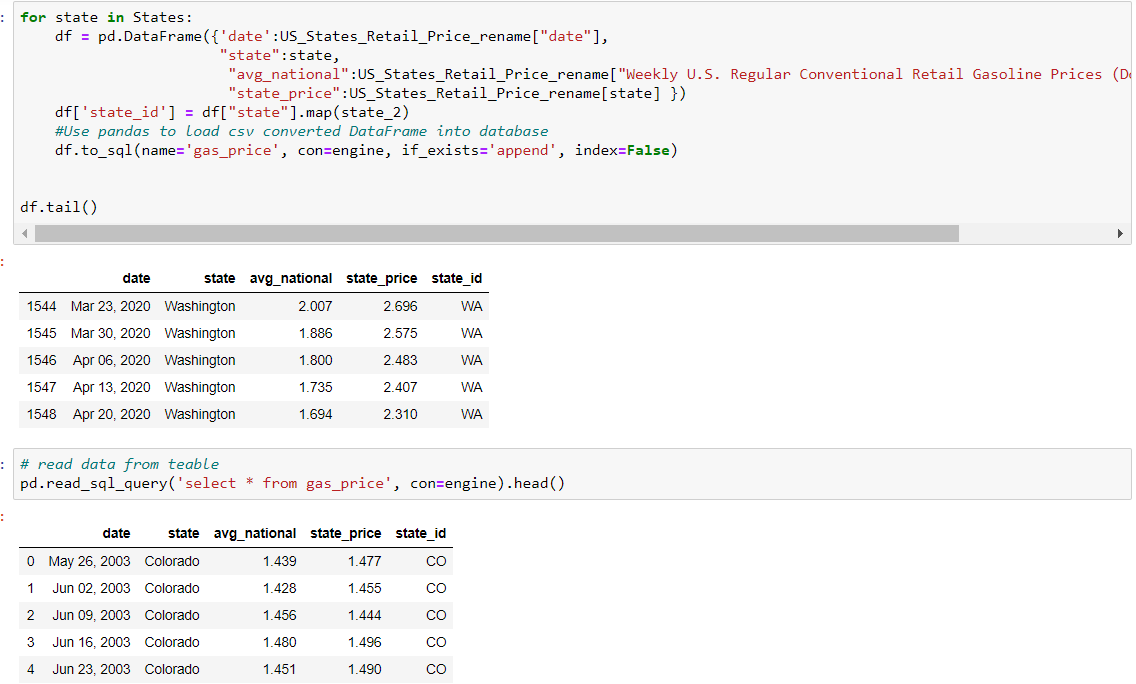 for state in States:
    df = pd.DataFrame({'date':US_States_Retail_Price_rename["date"],
                        "state":state,
                         "avg_national":US_States_Retail_Price_rename["Weekly U.S. Regular Conventional Retail Gasoline Prices (Do
                         "state_price":US_States_Retail_Price_rename[state] })
    df['state_id'] = df["state"].map(state_2)
    #Use pandas to load csv converted DataFrame into database
    df.to_sql(name='gas_price', con=engine, if_exists='append', index=False)
df.tail()
date state avg_national state_price state_id
1544 Mar 23, 2020 Washington 2.007 2.696 WA
1545 Mar 30, 2020 Washington 1.886 2.575 WA
1546 Apr 06, 2020 Washington 1.800 2.483 WA
1547 Apr 13, 2020 Washington 1.735 2.407 WA
1548 Apr 20, 2020 Washington 1.694 2.310 WA
# read data from teable
pd.read_sql_query('select * from gas_price', con=engine).head()
date state avg_national state_price state_id
0 May 26, 2003 Colorado 1.439 1.477 CO
1 Jun 02, 2003 Colorado 1.428 1.455 CO
2 Jun 09, 2003 Colorado 1.456 1.444 CO
3 Jun 16, 2003 Colorado 1.480 1.496 CO
4 Jun 23, 2003 Colorado 1.451 1.490 CO